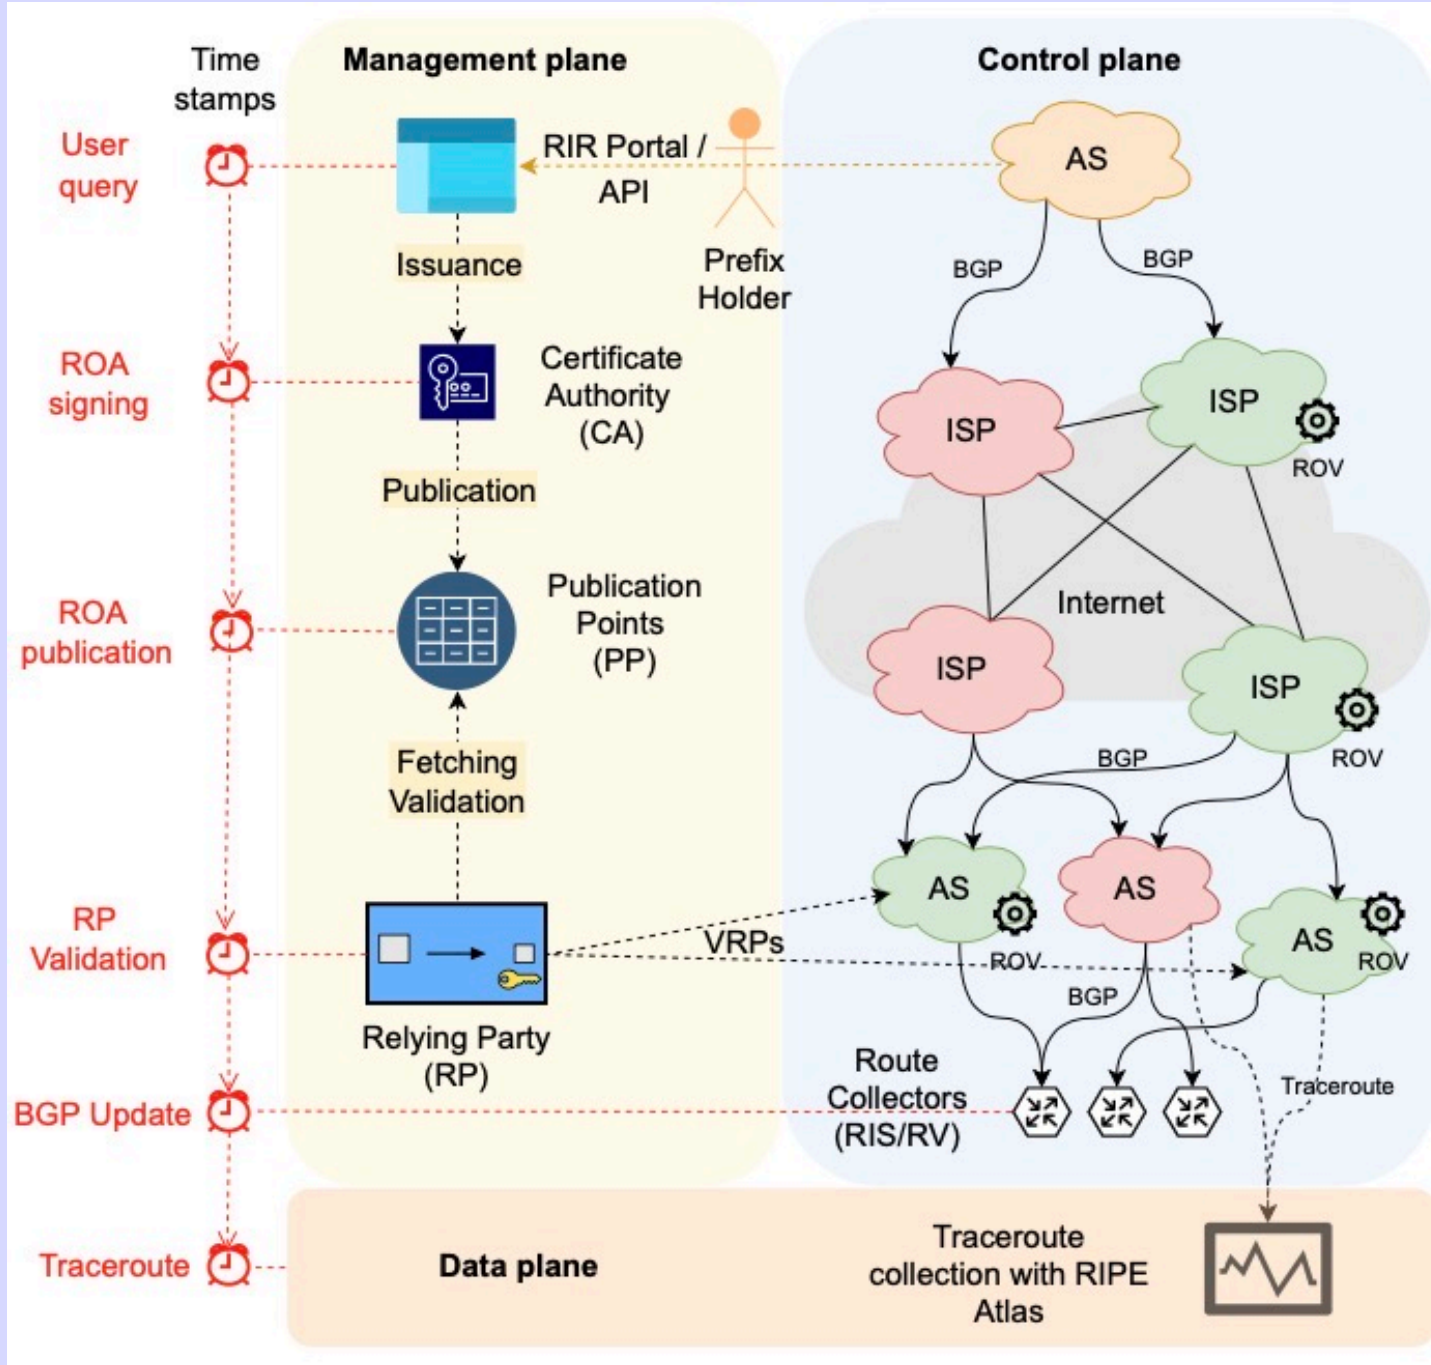 Time
stamps
Management plane
Control plane
User
query
RIR Portal /
API
AS
Issuance
Prefix
Holder
BGP
BGP
ROA
signing
Certificate
Authority
(CA)
ISP
ISP
ROV
Publication
ROA
publication
Publication
Points
(PP)
Internet
ISP
ISP
ROV
Fetching
Validation
BGP
RP
Validation
AS
ROV
AS
AS
ROV
VRPs
BGP
Relying Party
(RP)
Route
Collectors
(RIS/RV)
Traceroute
BGP Update
Traceroute
Data plane
Traceroute
collection with RIPE
Atlas